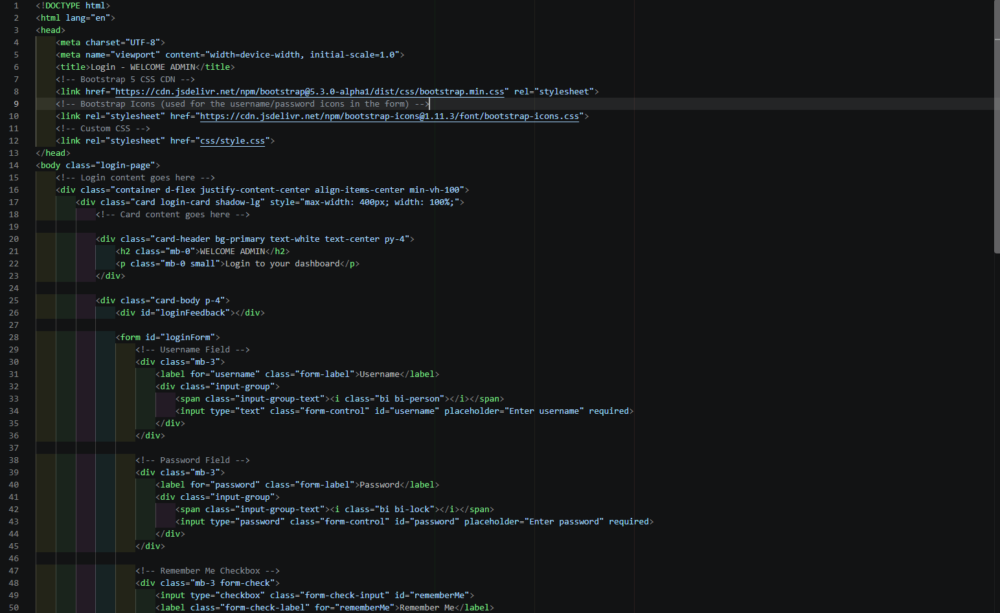 1 <!DOCTYPE html>
2 <html lang="en">
3 <head>
4 <meta charset="UTF-8">
5 <meta name="viewport" content="width=device-width, initial-scale=1.0">
6 <title>Login - WELCOME ADMIN</title>
7 <!-- Bootstrap 5 CSS CDN -->
8 <link href="https://cdn.jsdelivr.net/npm/bootstrap@5.3.0-alpha1/dist/css/bootstrap.min.css" rel="stylesheet">
9 <!-- Bootstrap Icons (used for the username/password icons in the form) -->
10 <link rel="stylesheet" href="https://cdn.jsdelivr.net/npm/bootstrap-icons@1.11.3/font/bootstrap-icons.css">
11 <!-- Custom CSS -->
12 <link rel="stylesheet" href="css/style.css">
13 </head>
14 <body class="login-page">
15 <!-- Login content goes here -->
16 <div class="container d-flex justify-content-center align-items-center min-vh-100">
17 <div class="card login-card shadow-lg" style="max-width: 400px; width: 100%;">
18 <!-- Card content goes here -->
19
20 <div class="card-header bg-primary text-white text-center py-4">
21 <h2 class="mb-0">WELCOME ADMIN</h2>
22 <p class="mb-0 small">Login to your dashboard</p>
23 </div>
24
25 <div class="card-body p-4">
26 <div id="loginFeedback"></div>
27
28 <form id="loginForm">
29 <!-- Username Field -->
30 <div class="mb-3">
31 <label for="username" class="form-label">Username</label>
32 <div class="input-group">
33 <span class="input-group-text"><i class="bi bi-person"></i></span>
34 <input type="text" class="form-control" id="username" placeholder="Enter username" required>
35 </div>
36 </div>
37
38 <!-- Password Field -->
39 <div class="mb-3">
40 <label for="password" class="form-label">Password</label>
41 <div class="input-group">
42 <span class="input-group-text"><i class="bi bi-lock"></i></span>
43 <input type="password" class="form-control" id="password" placeholder="Enter password" required>
44 </div>
45 </div>
46
47 <!-- Remember Me Checkbox -->
48 <div class="mb-3 form-check">
49 <input type="checkbox" class="form-check-input" id="rememberMe">
50 <label class="form-check-label" for="rememberMe">Remember Me</label>